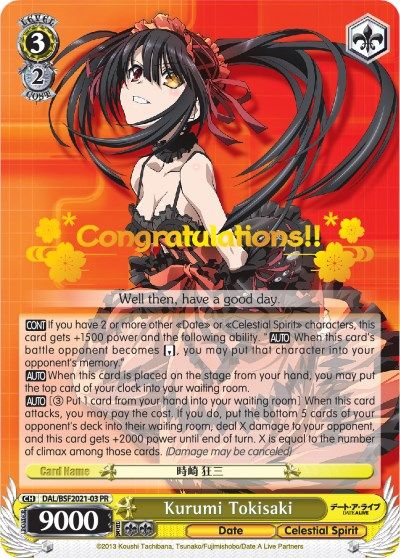 LEVEL
3
2
COST
Congratulations!!
Well then, have a good day.
CONT If you have 2 or more other «Date» or «Celestial Spirit» characters, this
card gets +1500 power and the following ability. "AUTO When this card's
battle opponent becomes [ ], you may put that character into your
opponent's memory."
AUTO When this card is placed on the stage from your hand, you may put
the top card of your clock into your waiting room.
AUTO [③ Put 1 card from your hand into your waiting room] When this card
attacks, you may pay the cost. If you do, put the bottom 5 cards of your
opponent's deck into their waiting room, deal X damage to your opponent,
and this card gets +2000 power until end of turn. X is equal to the number
of climax cards among those cards. (Damage may be canceled)
Card Name 時崎 狂三
CH DAL/BSF2021-03 PR
Kurumi Tokisaki
デート・ア・ライブ
DATE A LIVE
POWER
9000
SOUL
Date Celestial Spirit
©2013 Koushi Tachibana, Tsunako/Fujimishobo/Date A Live Partners